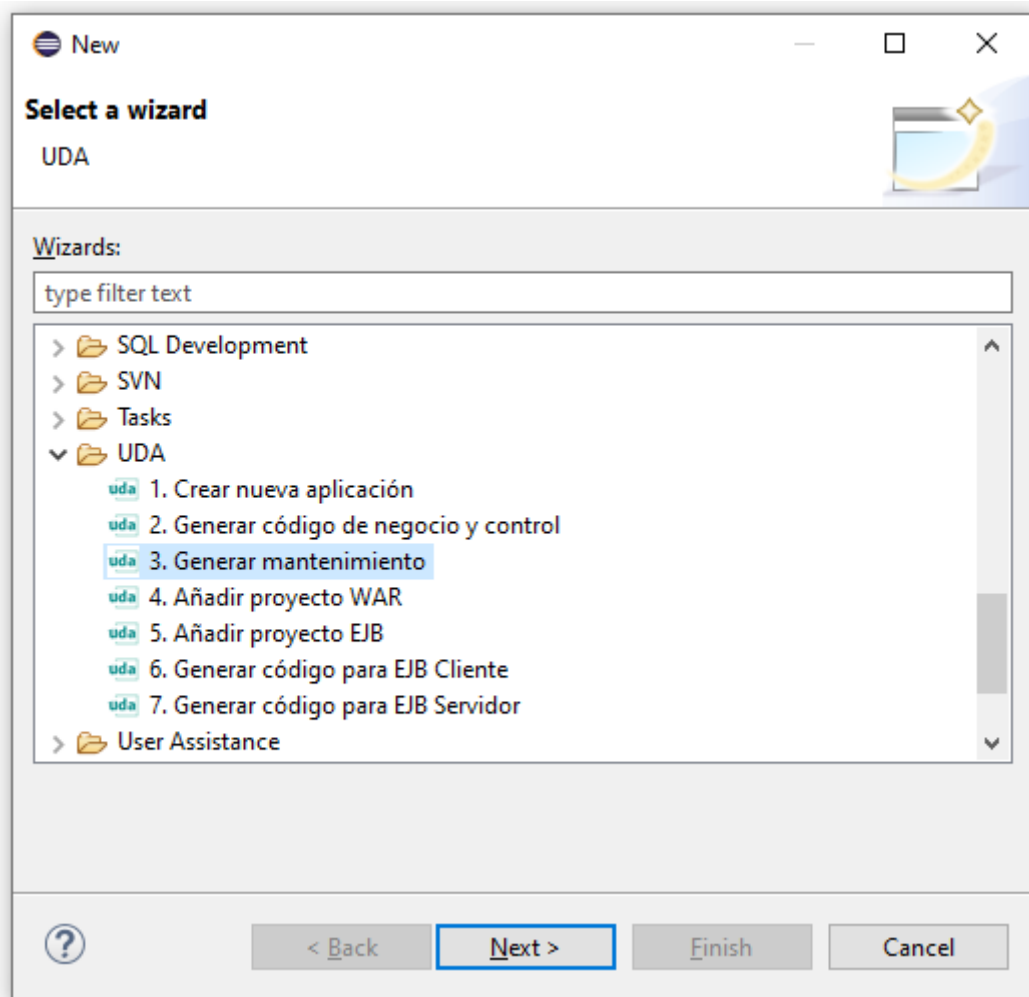 New
Select a wizard
UDA
Wizards:
type filter text
SQL Development
SVN
Tasks
UDA
uda 1. Crear nueva aplicación
uda 2. Generar código de negocio y control
uda 3. Generar mantenimiento
uda 4. Añadir proyecto WAR
uda 5. Añadir proyecto EJB
uda 6. Generar código para EJB Cliente
uda 7. Generar código para EJB Servidor
User Assistance
? < Back Next > Finish Cancel